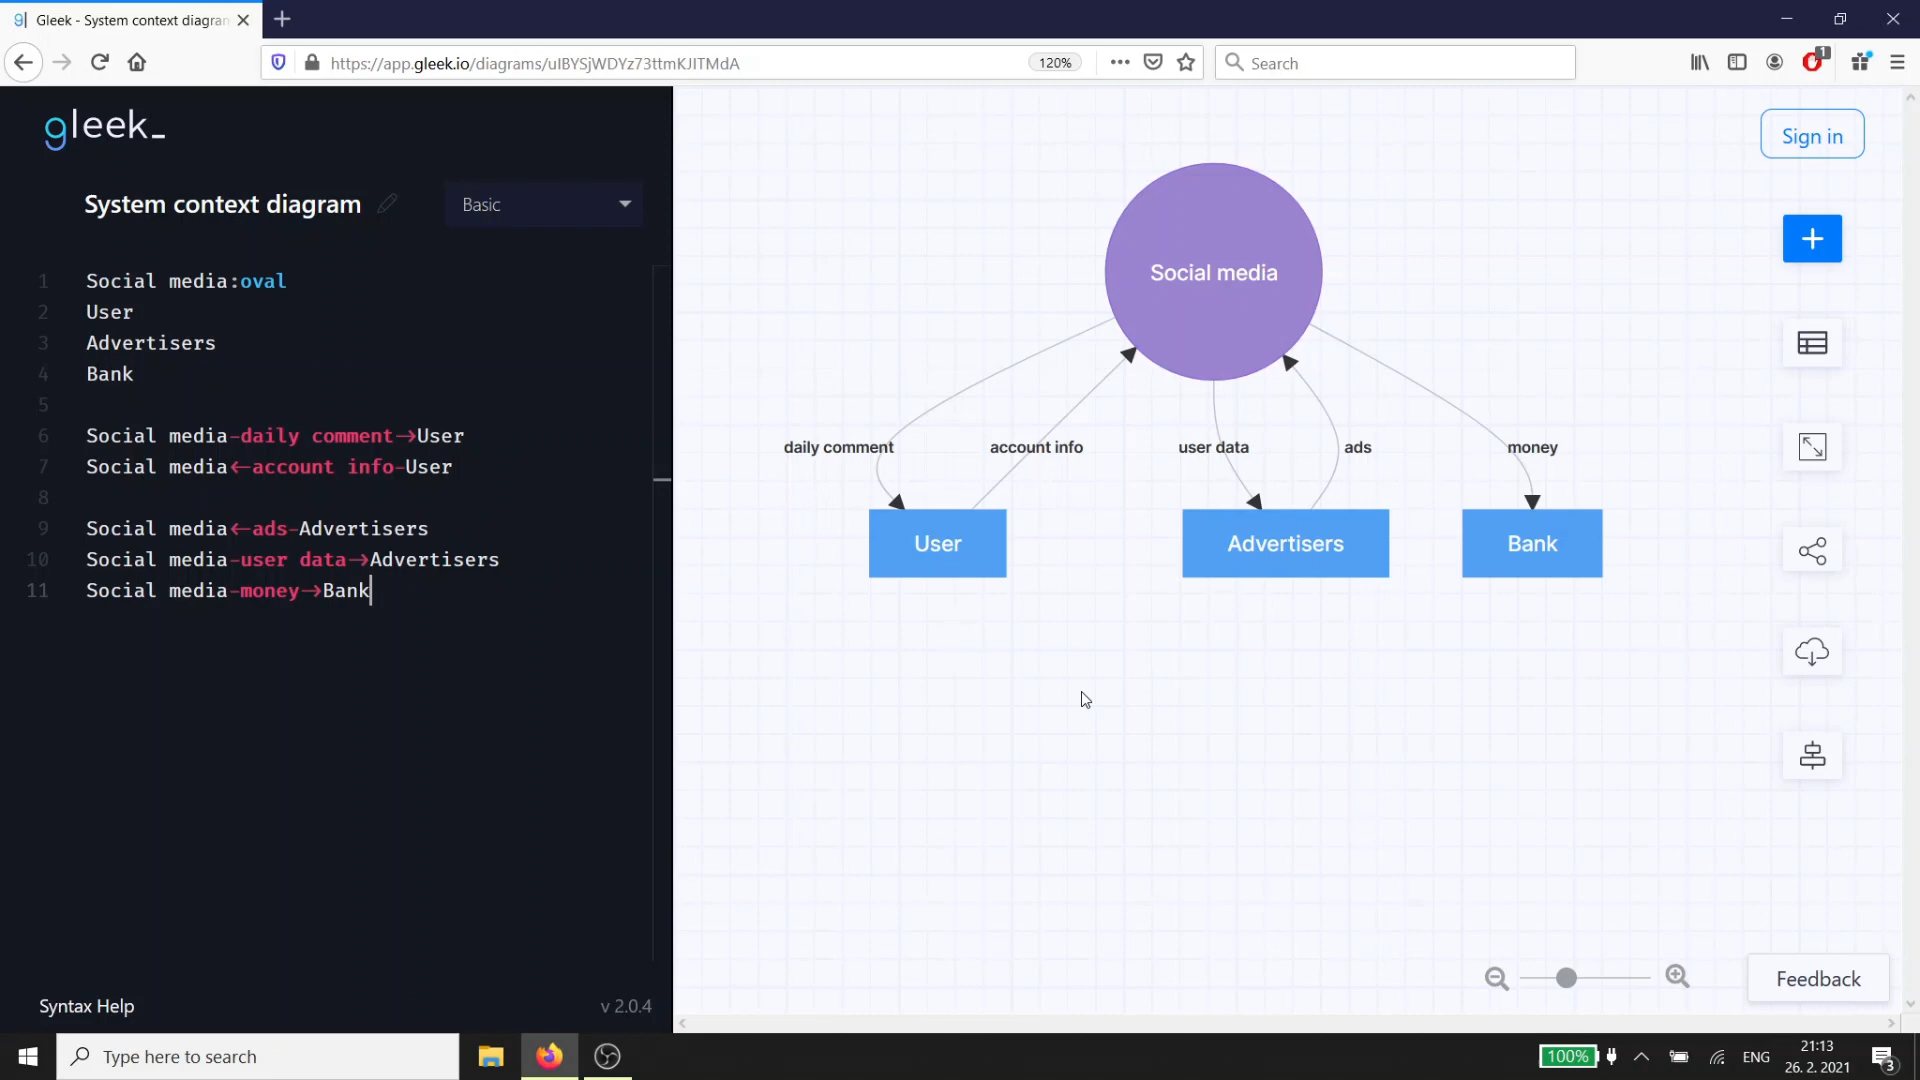 Gleek - System context diagram
https://app.gleek.io/diagrams/uIBYSjWDYz73ttmKJITMdA
120%
Search
1
gleek_
Sign in
System context diagram
Basic
1 Social media:oval
2 User
3 Advertisers
4 Bank
5
6 Social media-daily comment->User
7 Social media<-account info-User
8
9 Social media<-ads-Advertisers
10 Social media-user data->Advertisers
11 Social media-money->Bank
Social media
daily comment
account info
user data
ads
money
User
Advertisers
Bank
Feedback
Syntax Help
v 2.0.4
Type here to search
100%
ENG
21:13
26. 2. 2021
3